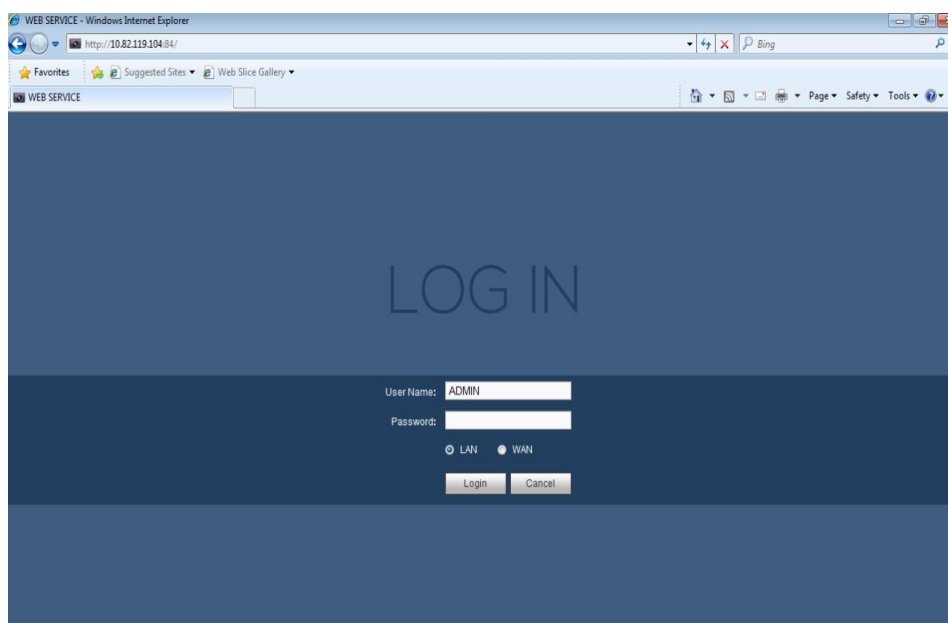 WEB SERVICE - Windows Internet Explorer
http://10.82.119.104:84/
Bing
Favorites
Suggested Sites
Web Slice Gallery
WEB SERVICE
Page
Safety
Tools
LOG IN
User Name:
ADMIN
Password:
LAN
WAN
Login
Cancel